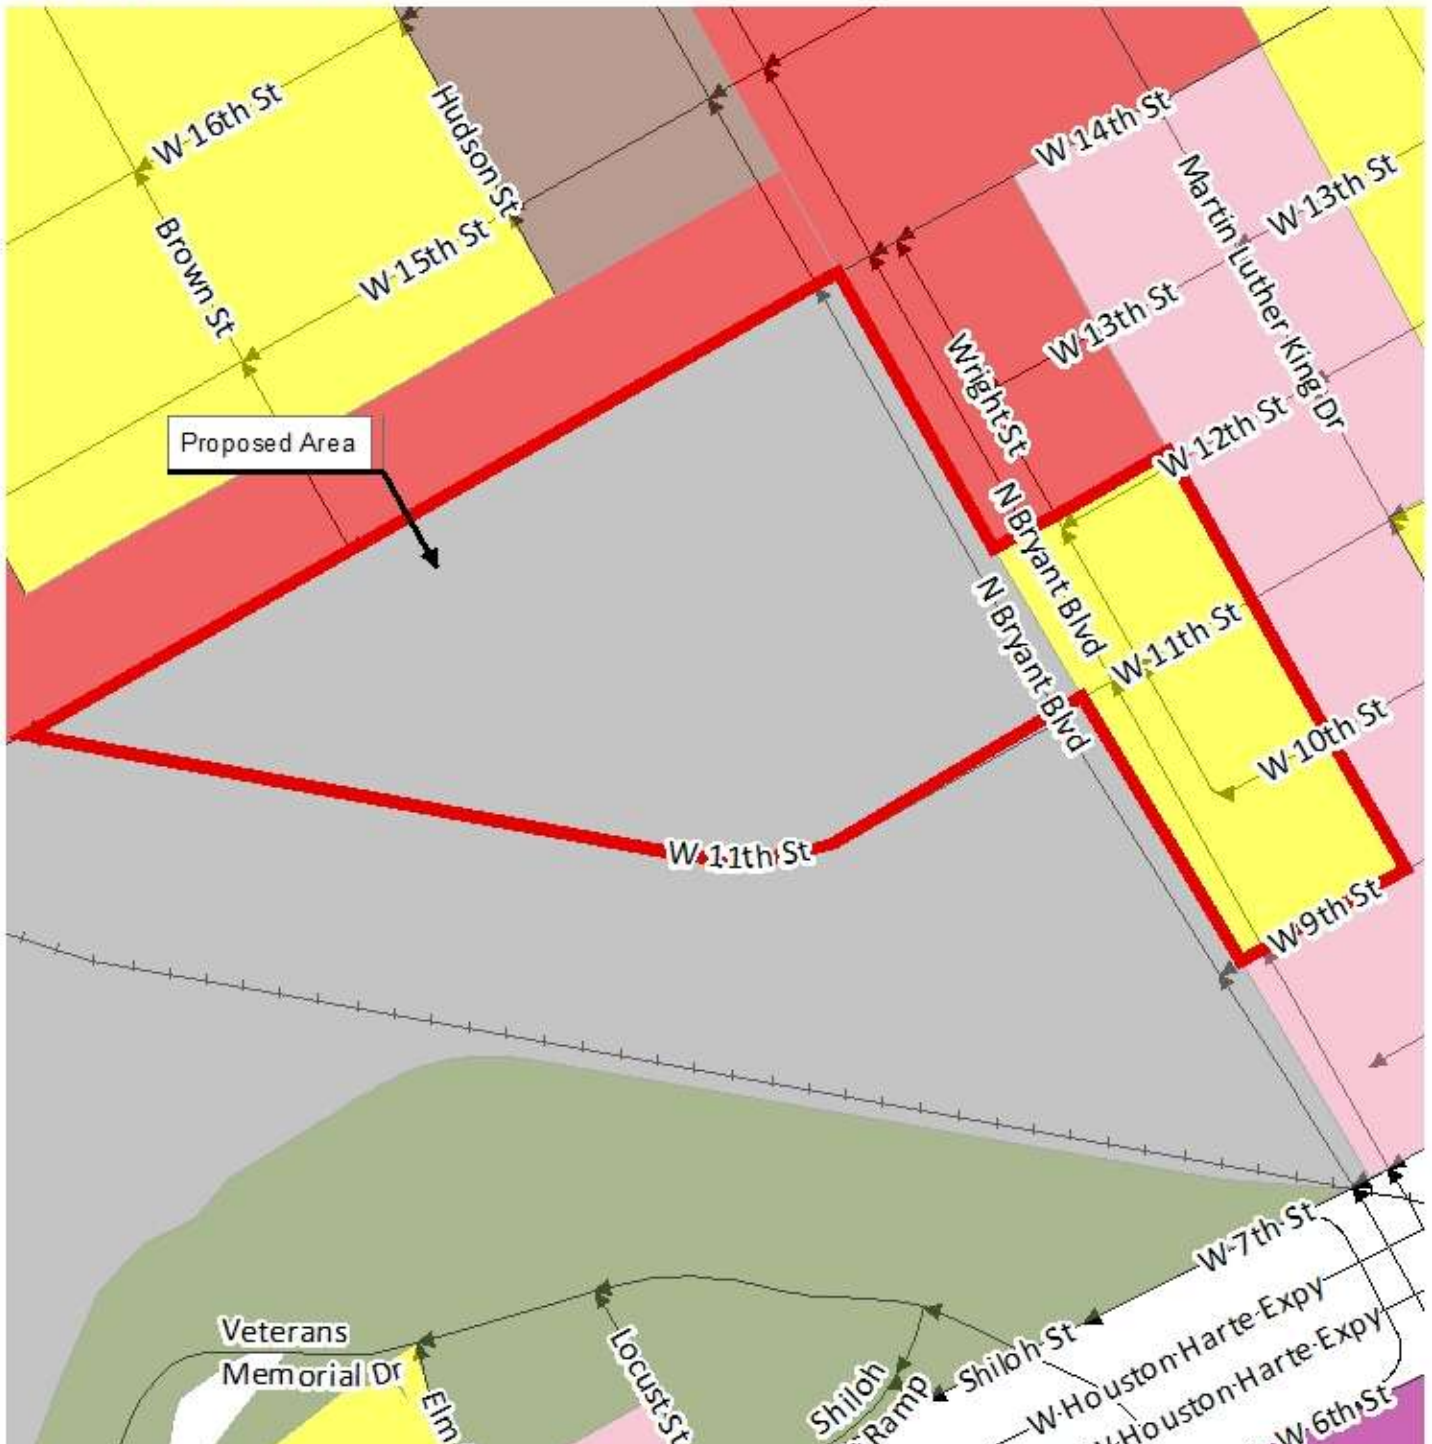 W 16th St
Hudson St
W 14th St
Martin Luther King Dr
W 13th St
Brown St
W 15th St
W 13th St
Wright St
W 12th St
Proposed Area
N Bryant Blvd
N Bryant Blvd
W 11th St
W 10th St
W 11th St
W 9th St
W 7th St
Veterans
Memorial Dr
Elm
Locust St
Shiloh
Ramp
Shiloh St
W Houston Harte Expy
W Houston Harte Expy
W 6th St